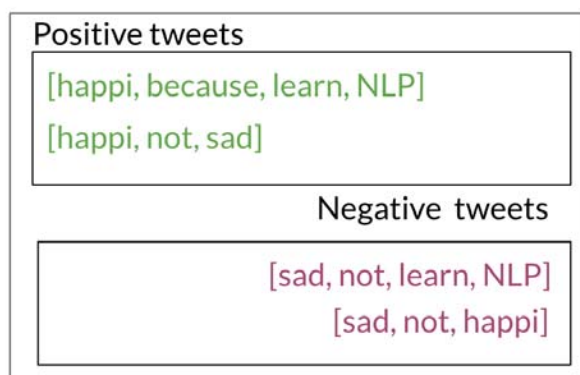 Positive tweets
[happi, because, learn, NLP]
[happi, not, sad]
Negative tweets
[sad, not, learn, NLP]
[sad, not, happi]